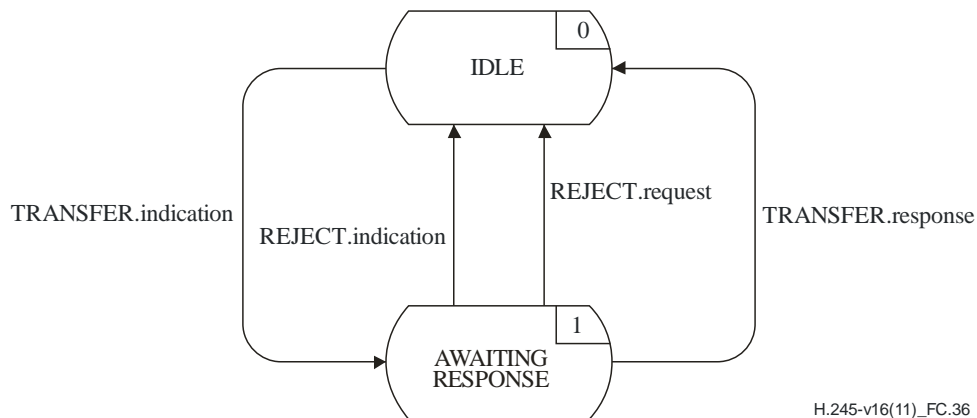 0
IDLE
REJECT.request
TRANSFER.indication
TRANSFER.response
REJECT.indication
1
AWAITING
RESPONSE
H.245-v16(11)_FC.36